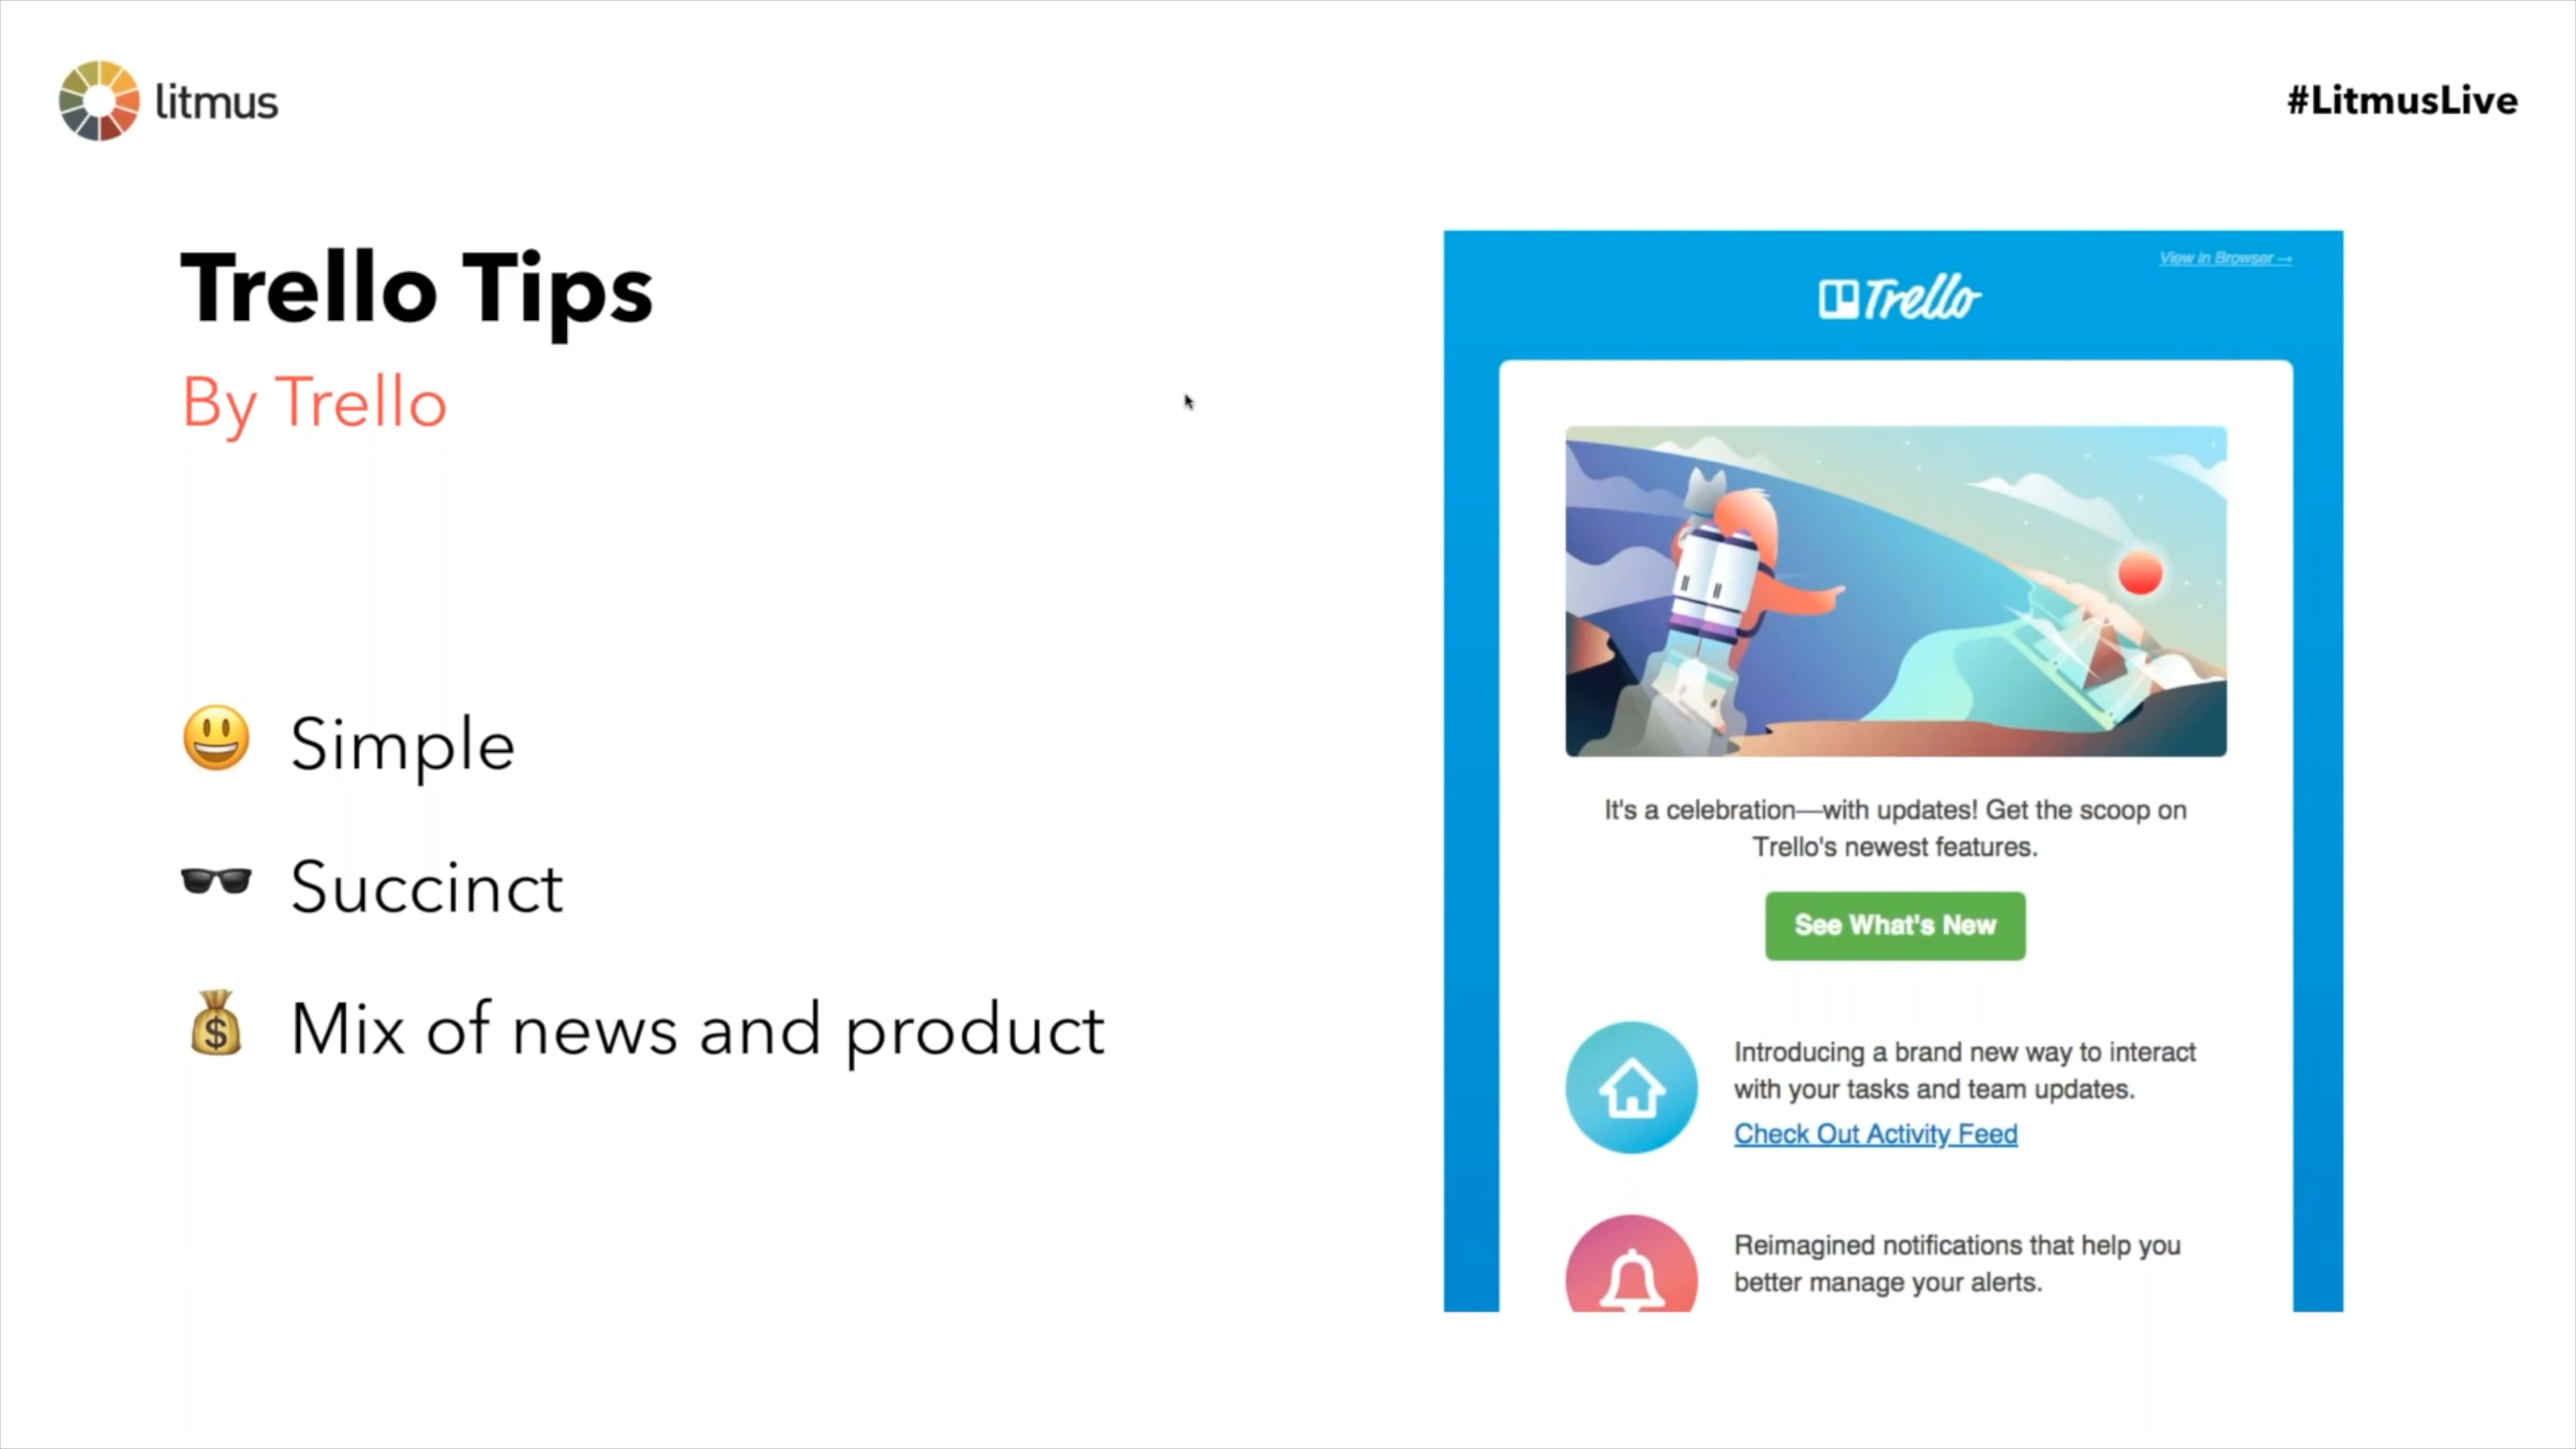 litmus
#LitmusLive
Trello Tips
By Trello
Simple
Succinct
Mix of news and product
View in Browser →
Trello
It's a celebration—with updates! Get the scoop on
Trello's newest features.
See What's New
Introducing a brand new way to interact
with your tasks and team updates.
Check Out Activity Feed
Reimagined notifications that help you
better manage your alerts.